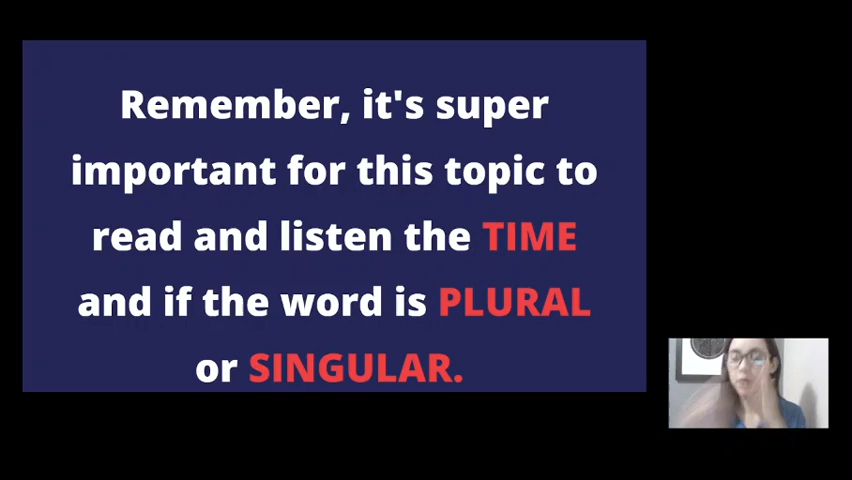 Remember, it's super
important for this topic to
read and listen the TIME
and if the word is PLURAL
or SINGULAR.